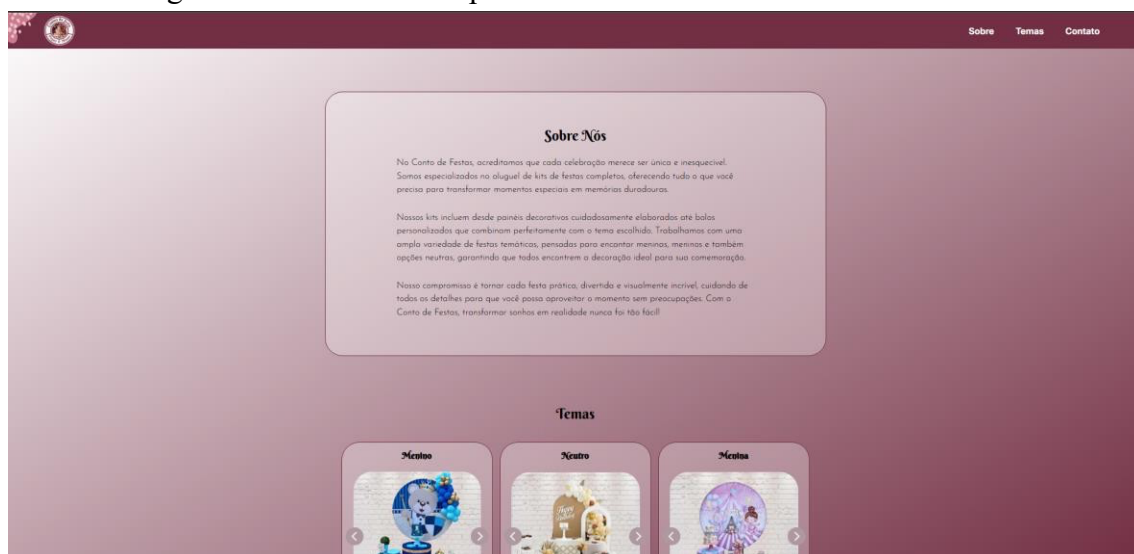 Sobre Temas Contato
Sobre Nós
No Conto de Festas, acreditamos que cada celebração merece ser única e inesquecível.
Somos especializados no aluguel de kits de festas completos, oferecendo tudo o que você
precisa para transformar momentos especiais em memórias duradouras.
Nossos kits incluem desde painéis decorativos cuidadosamente elaborados até bolos
personalizados que combinam perfeitamente com o tema escolhido. Trabalhamos com uma
ampla variedade de festas temáticas, pensadas para encantar meninas, meninos e também
opções neutras, garantindo que todos encontrem a decoração ideal para sua comemoração.
Nosso compromisso é tornar cada festa prática, divertida e visualmente incrível, cuidando de
todos os detalhes para que você possa aproveitar o momento sem preocupações. Com o
Conto de Festas, transformar sonhos em realidade nunca foi tão fácil!
Temas
Menino Neutro Menina
Happy